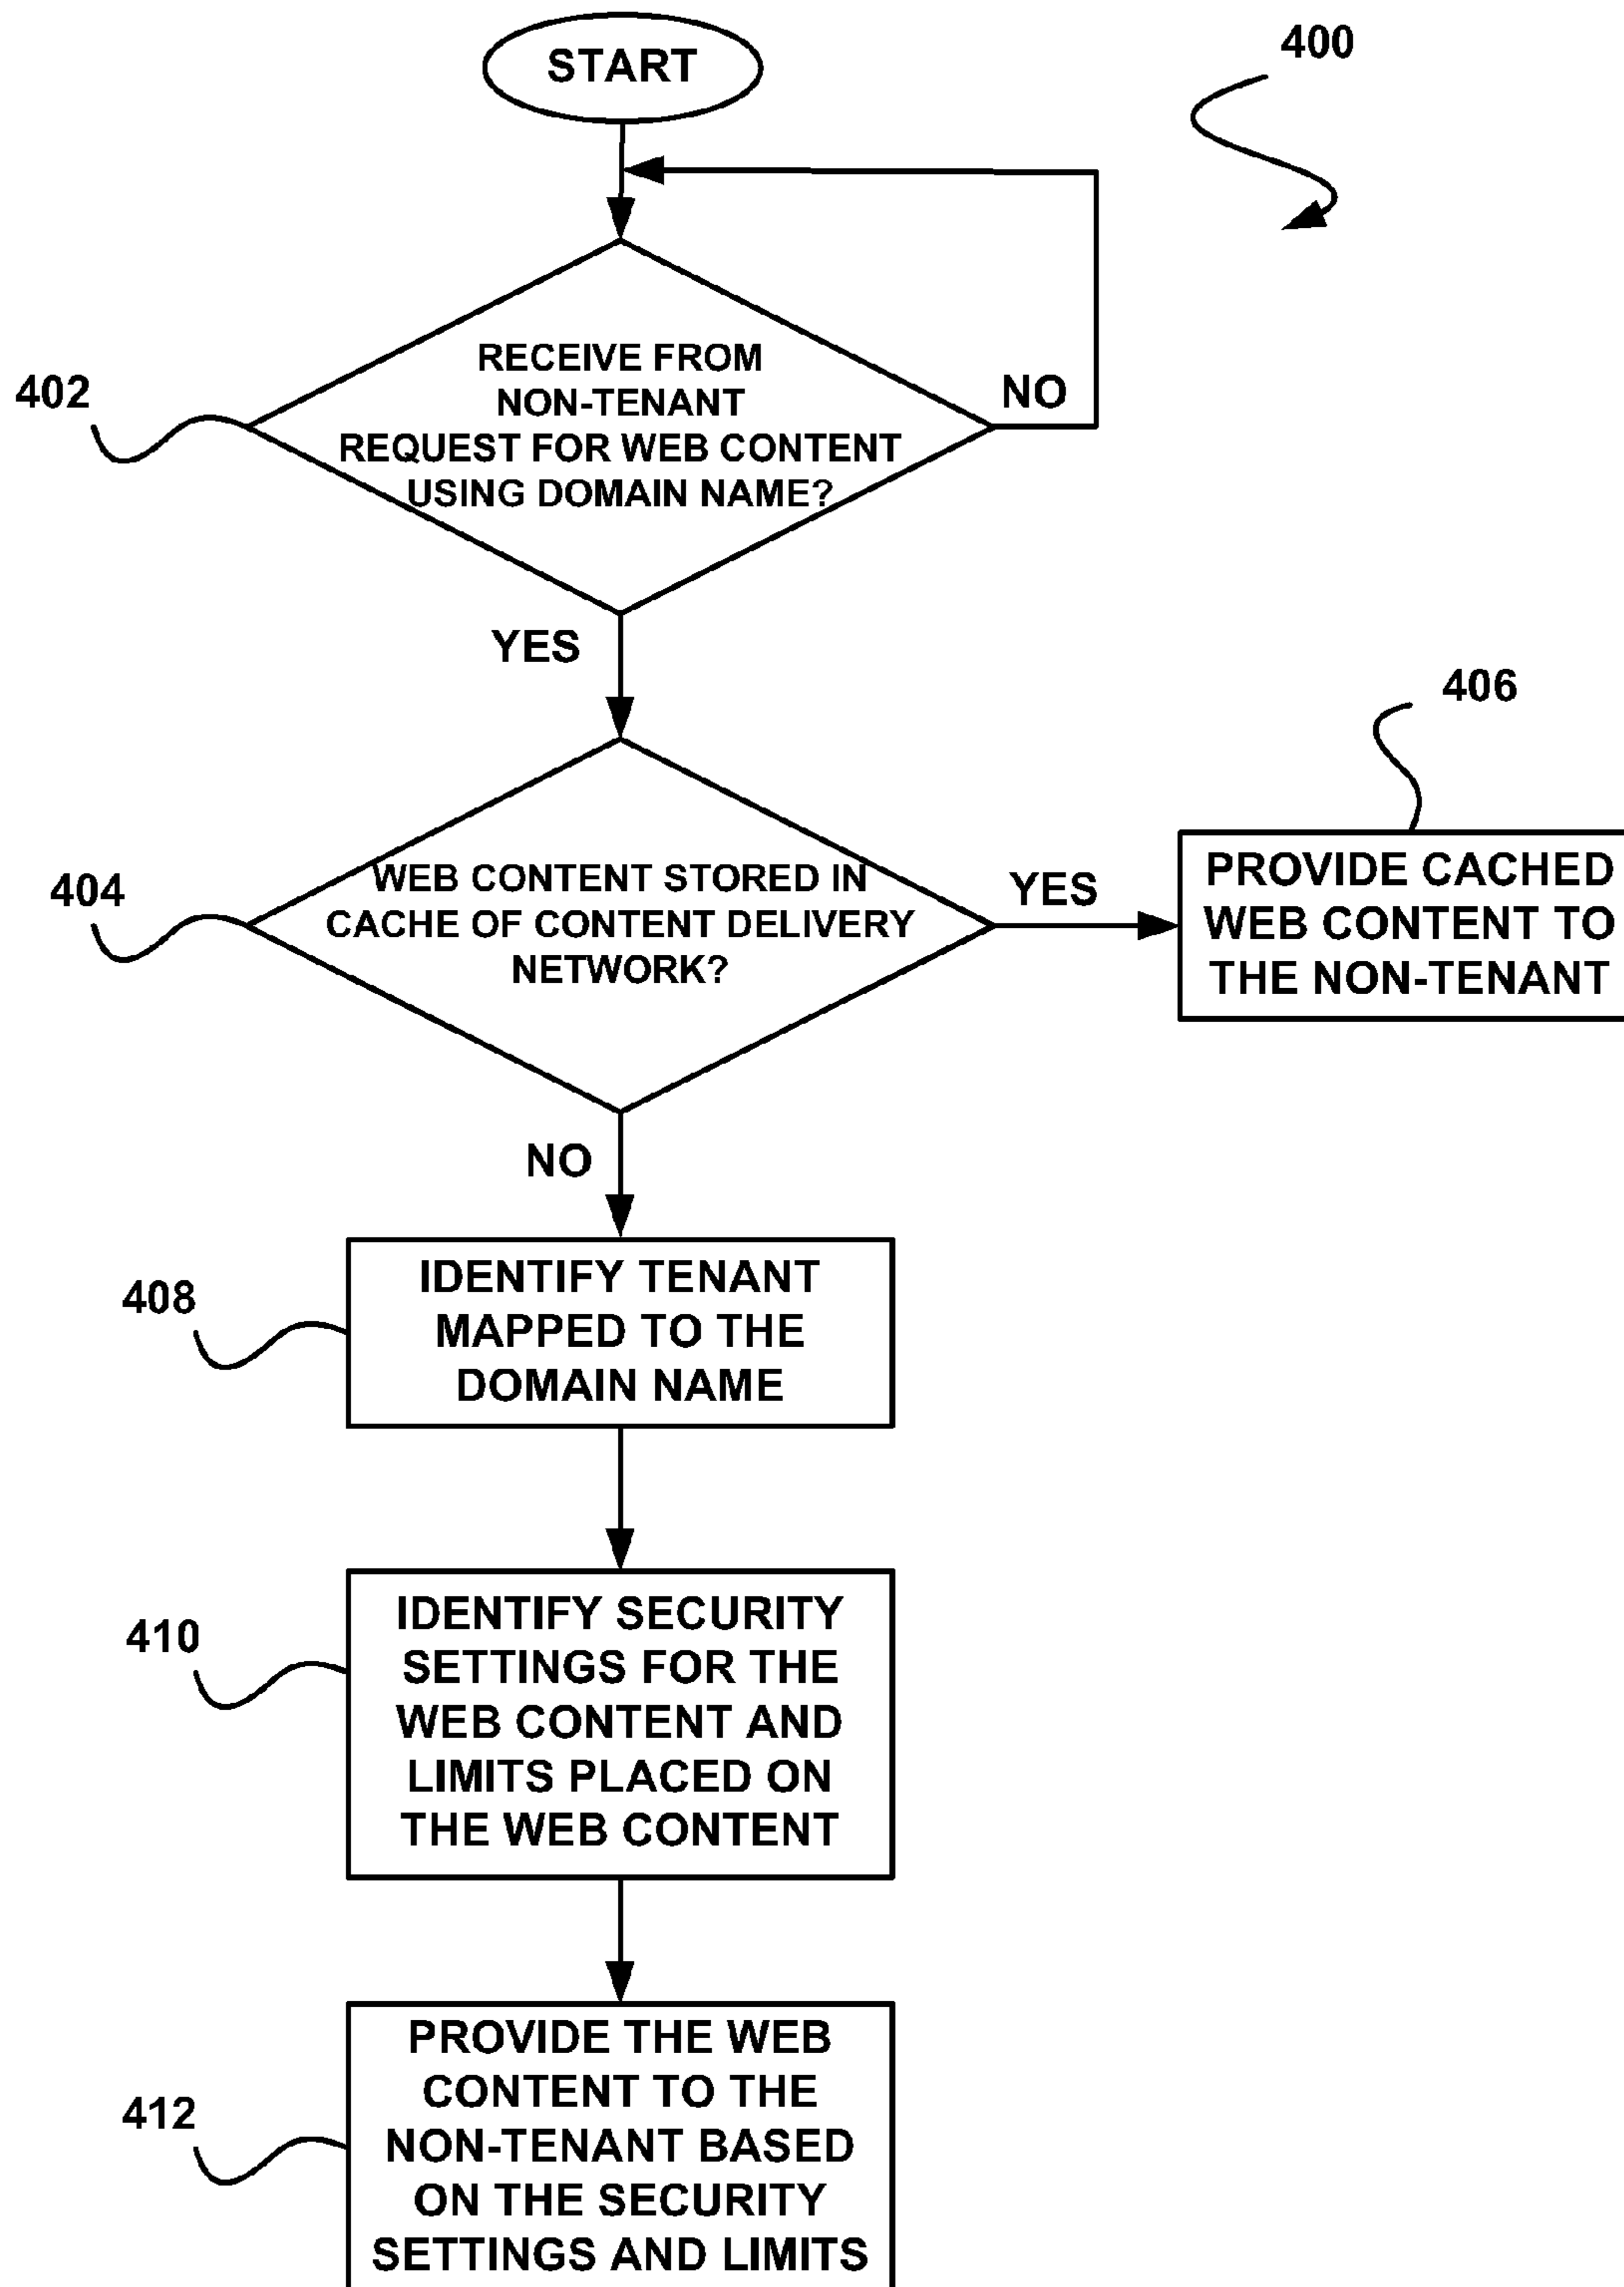 START
400
402
RECEIVE FROM
NON-TENANT
REQUEST FOR WEB CONTENT
USING DOMAIN NAME?
NO
YES
406
404
WEB CONTENT STORED IN
CACHE OF CONTENT DELIVERY
NETWORK?
YES
PROVIDE CACHED
WEB CONTENT TO
THE NON-TENANT
NO
408
IDENTIFY TENANT
MAPPED TO THE
DOMAIN NAME
410
IDENTIFY SECURITY
SETTINGS FOR THE
WEB CONTENT AND
LIMITS PLACED ON
THE WEB CONTENT
412
PROVIDE THE WEB
CONTENT TO THE
NON-TENANT BASED
ON THE SECURITY
SETTINGS AND LIMITS